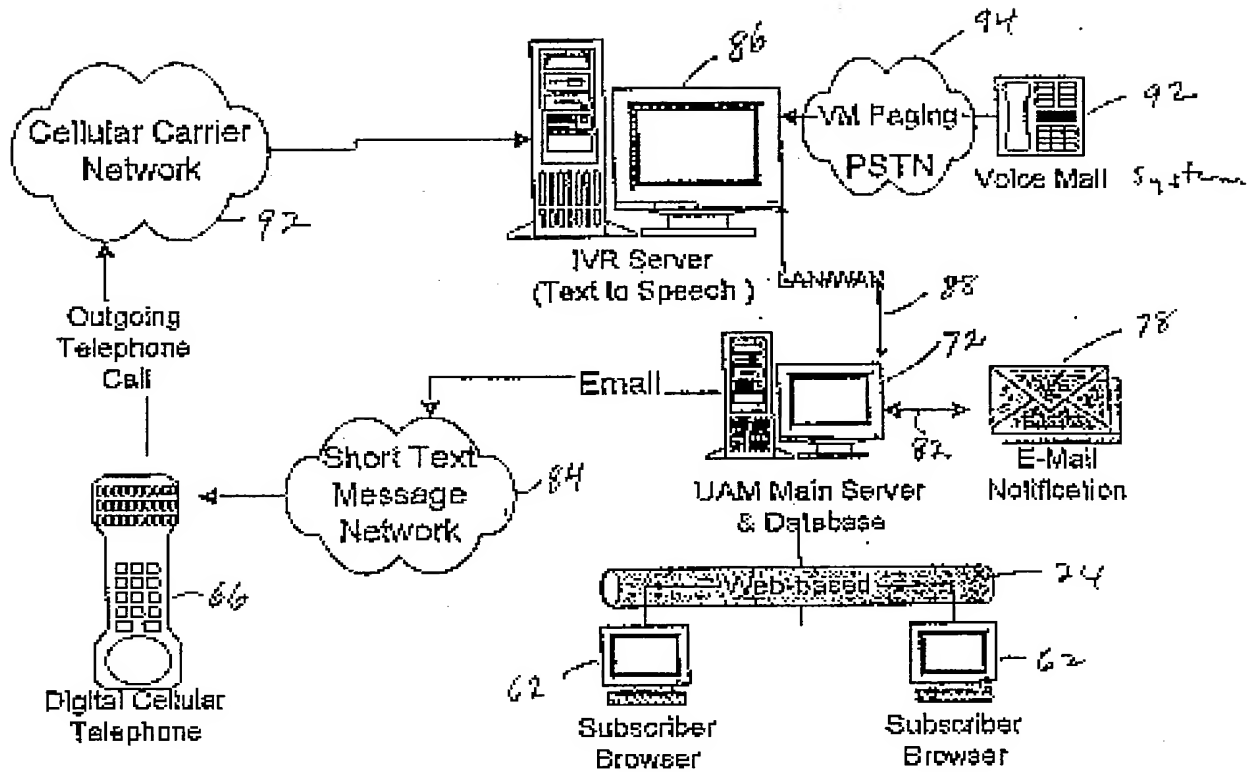 86
94
Cellular Carrier
Network
92
VM Paging
PSTN
92
Voice Mail System
IVR Server
(Text to Speech )
LAN/WAN
88
Outgoing
Telephone
Call
Email
72
78
82
E-Mail
Notification
Short Text
Message
Network
84
UAM Main Server
& Database
66
Web-based
74
62
62
Digital Cellular
Telephone
Subscriber
Browser
Subscriber
Browser